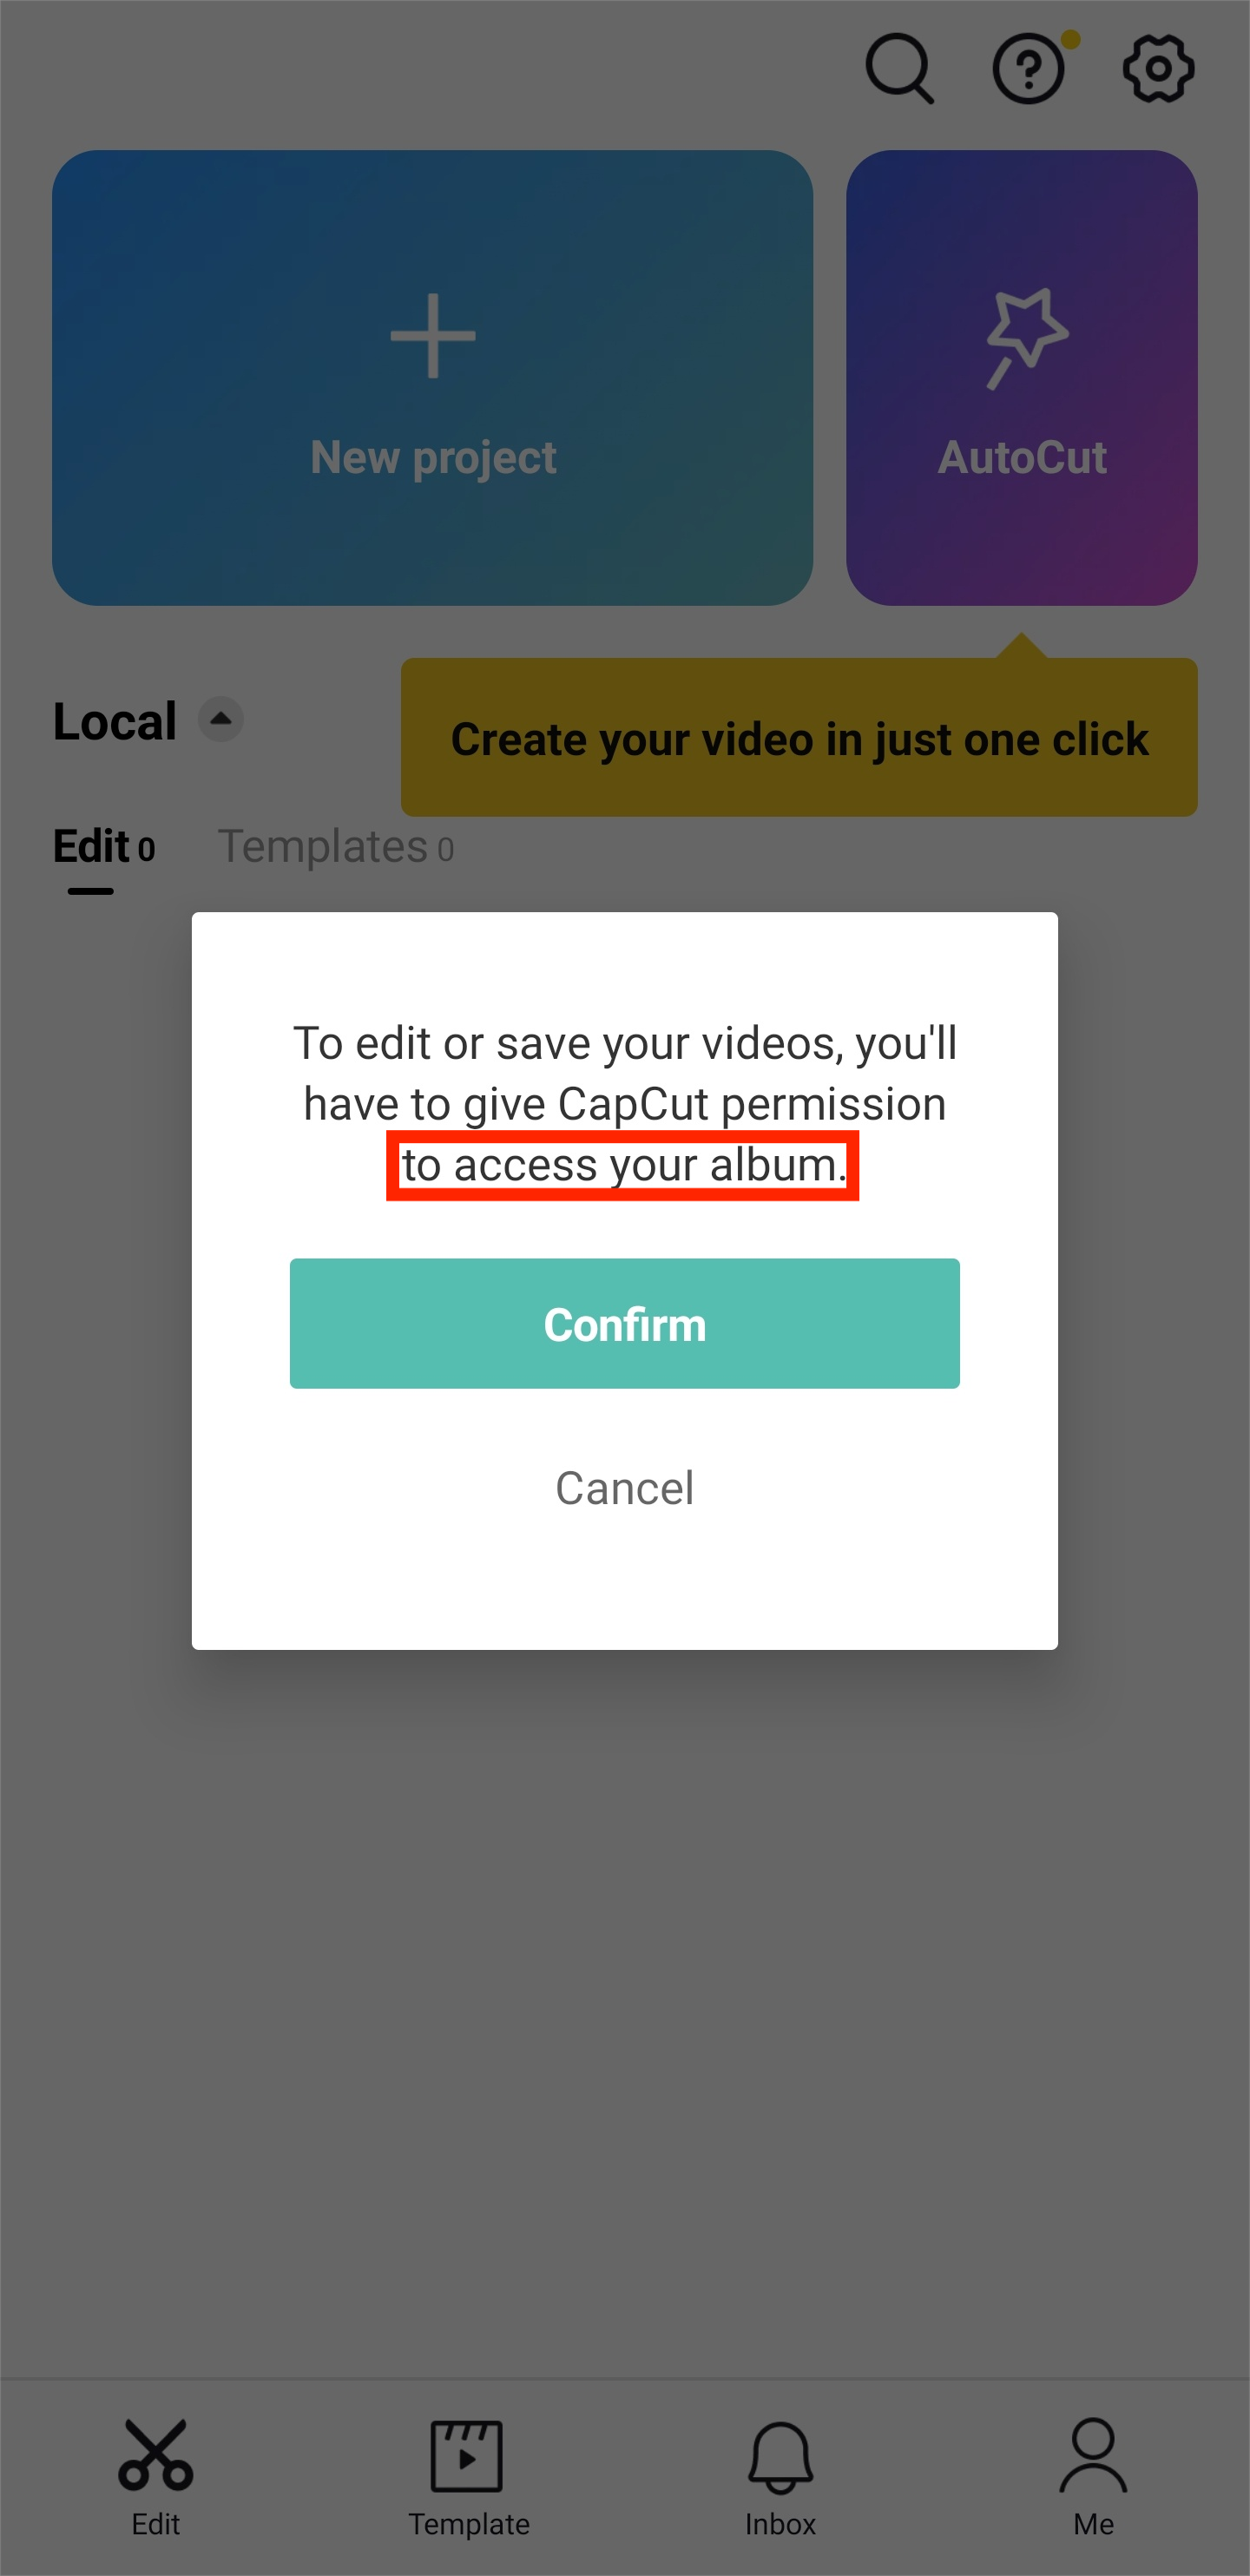 New project
AutoCut
Local
Create your video in just one click
Edit 0
Templates 0
To edit or save your videos, you'll
have to give CapCut permission
to access your album.
Confirm
Cancel
Edit
Template
Inbox
Me